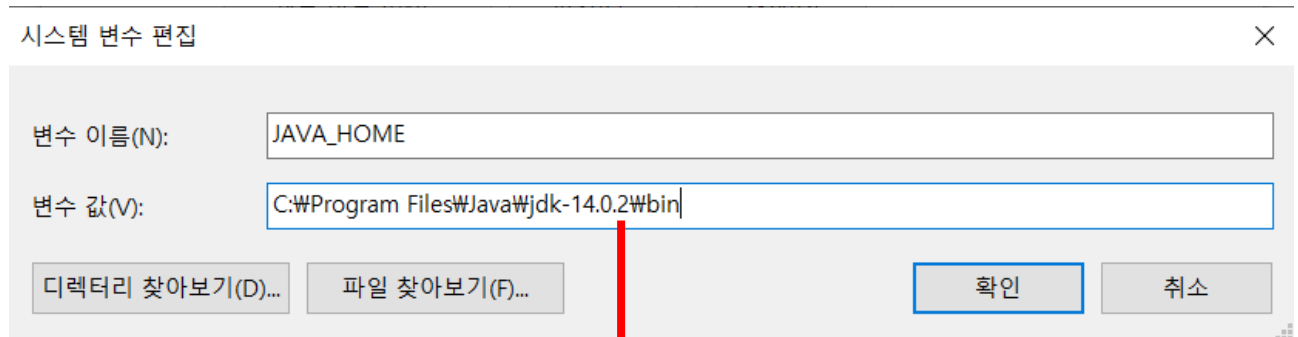 시스템 변수 편집
변수 이름(N):
JAVA_HOME
변수 값(V):
C:₩Program Files₩Java₩jdk-14.0.2₩bin
디렉터리 찾아보기(D)...
파일 찾아보기(F)...
확인
취소